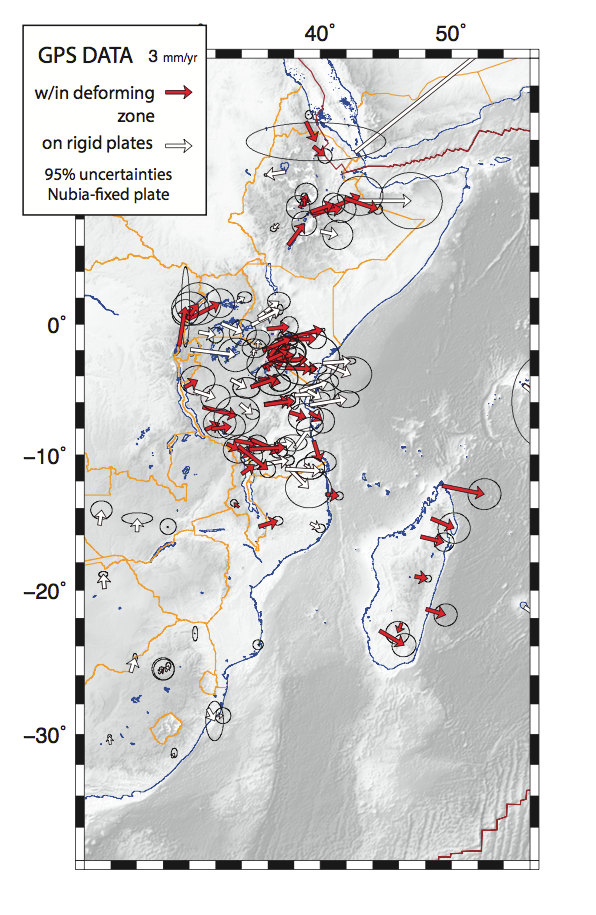 40° 50°
GPS DATA 3 mm/yr
w/in deforming
zone
on rigid plates
95% uncertainties
Nubia-fixed plate
0°
−10°
−20°
−30°